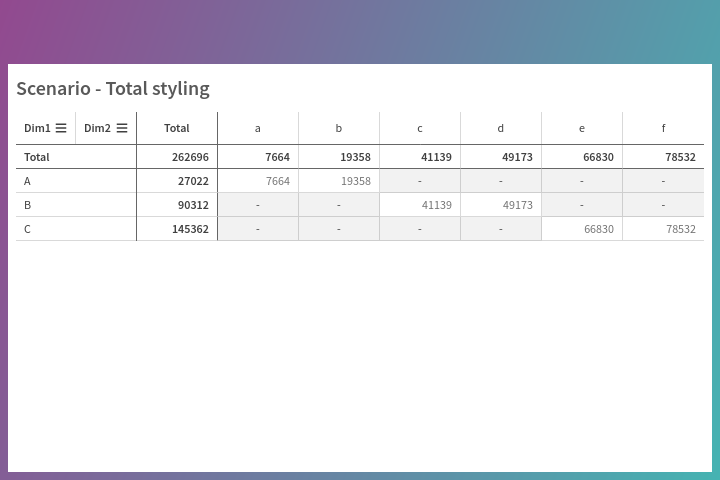 Scenario - Total styling
Dim1 Dim2 Total a b c d e f
Total 262696 7664 19358 41139 49173 66830 78532
A 27022 7664 19358 - - - -
B 90312 - - 41139 49173 - -
C 145362 - - - - 66830 78532